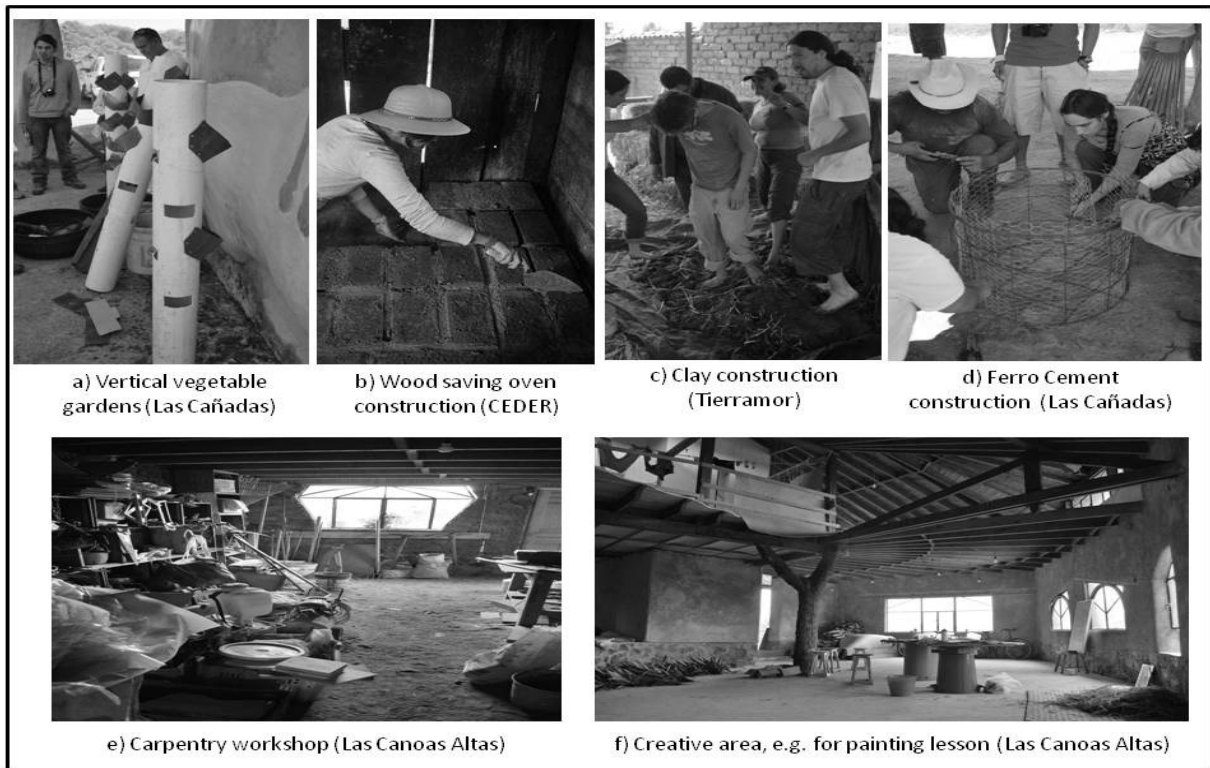 a) Vertical vegetable
gardens (Las Cañadas)
b) Wood saving oven
construction (CEDER)
c) Clay construction
(Tierramor)
d) Ferro Cement
construction (Las Cañadas)
e) Carpentry workshop (Las Canoas Altas)
f) Creative area, e.g. for painting lesson (Las Canoas Altas)